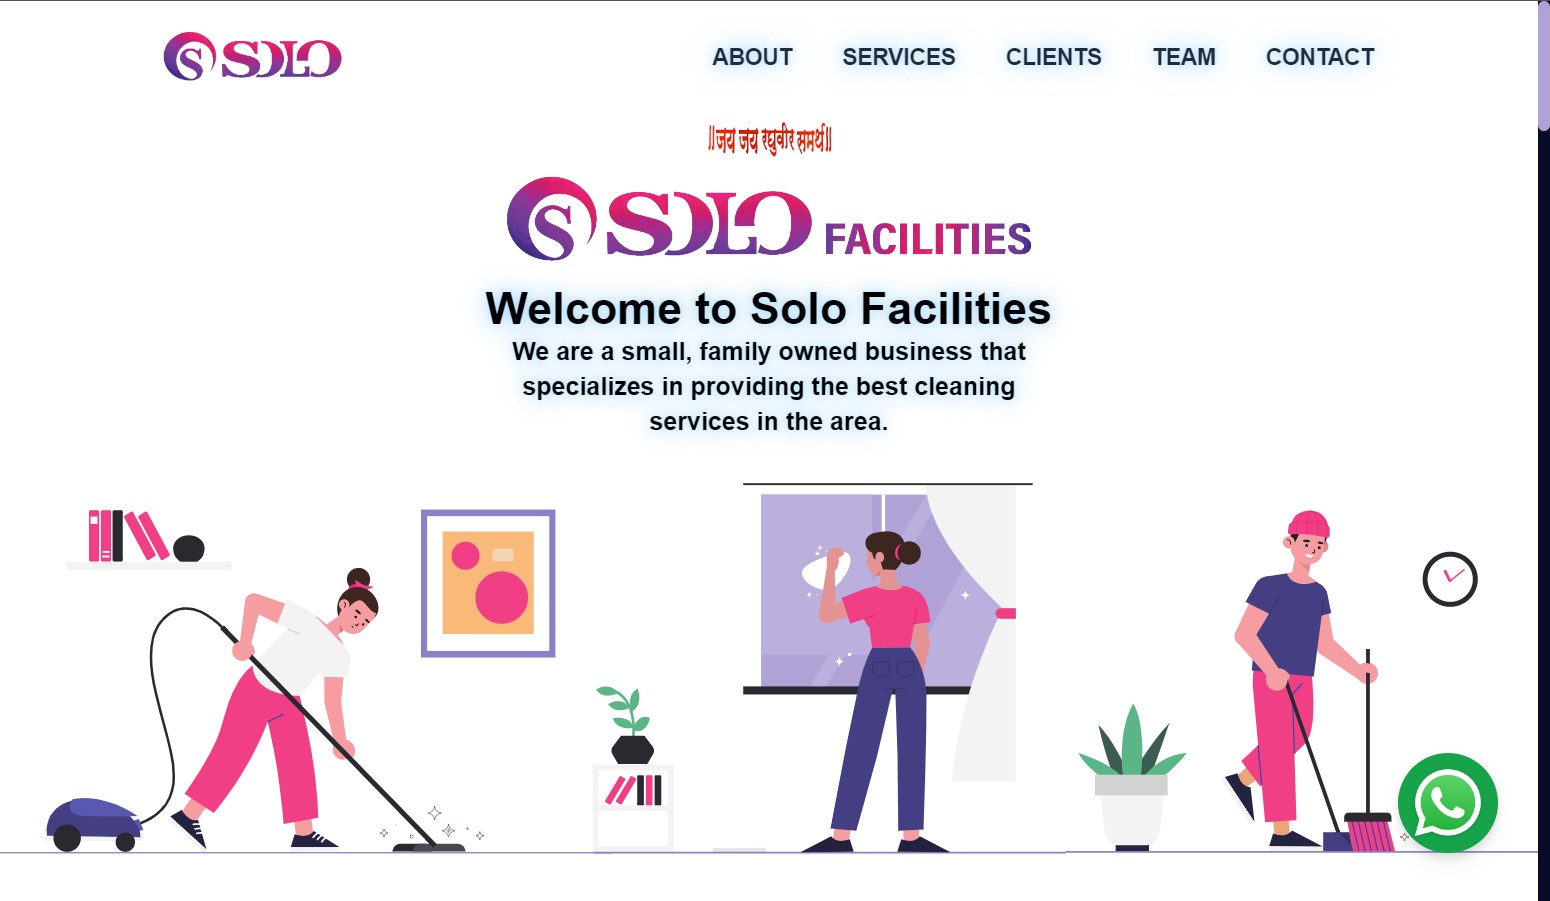 S SOLO
ABOUT SERVICES CLIENTS TEAM CONTACT
॥जय जय रघुवीर समर्थ॥
S SOLO FACILITIES
Welcome to Solo Facilities
We are a small, family owned business that
specializes in providing the best cleaning
services in the area.